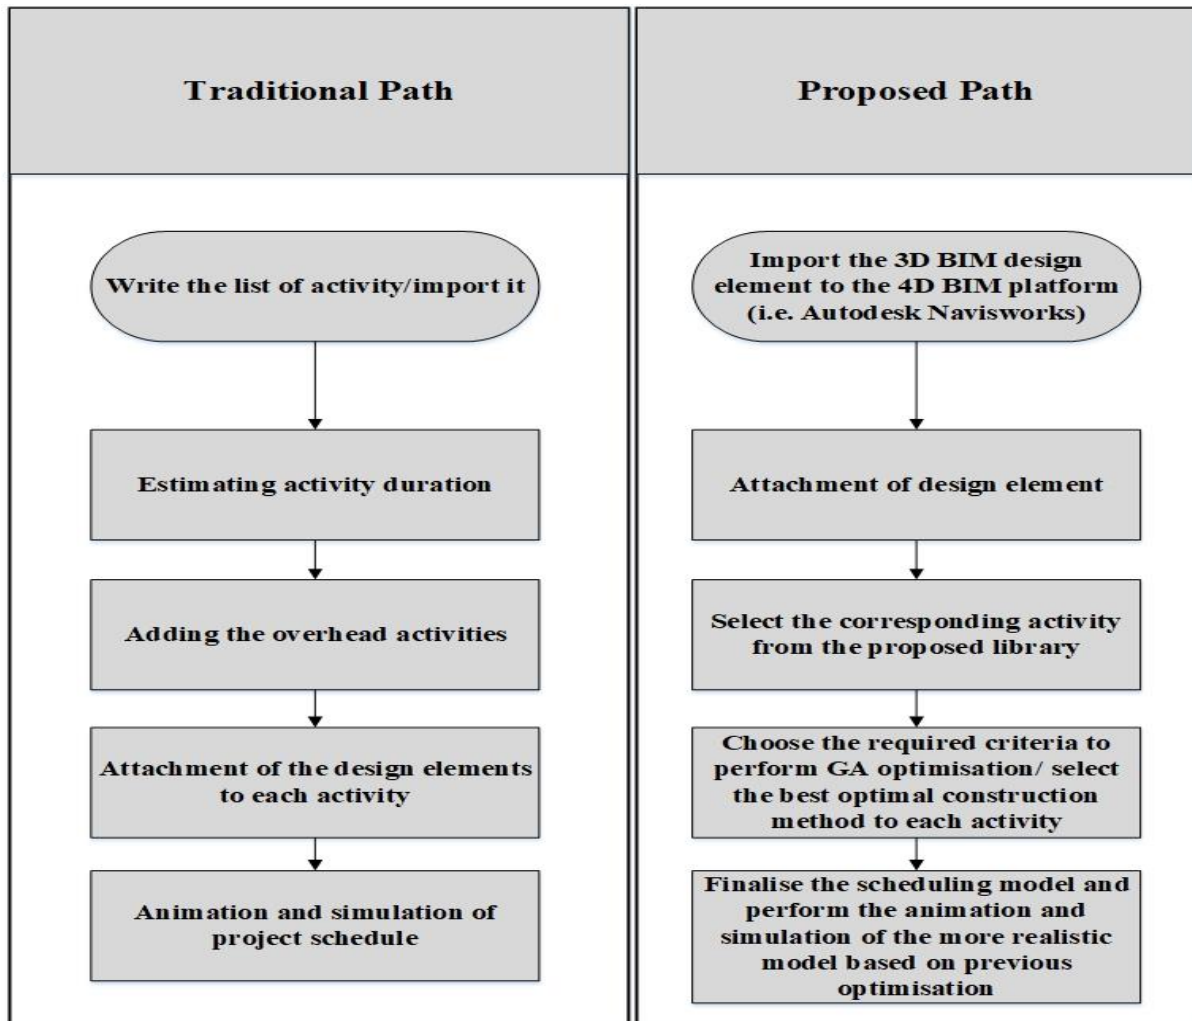 Traditional Path
Write the list of activity/import it
Estimating activity duration
Adding the overhead activities
Attachment of the design elements
to each activity
Animation and simulation of
project schedule
Proposed Path
Import the 3D BIM design
element to the 4D BIM platform
(i.e. Autodesk Navisworks)
Attachment of design element
Select the corresponding activity
from the proposed library
Choose the required criteria to
perform GA optimisation/ select
the best optimal construction
method to each activity
Finalise the scheduling model and
perform the animation and
simulation of the more realistic
model based on previous
optimisation